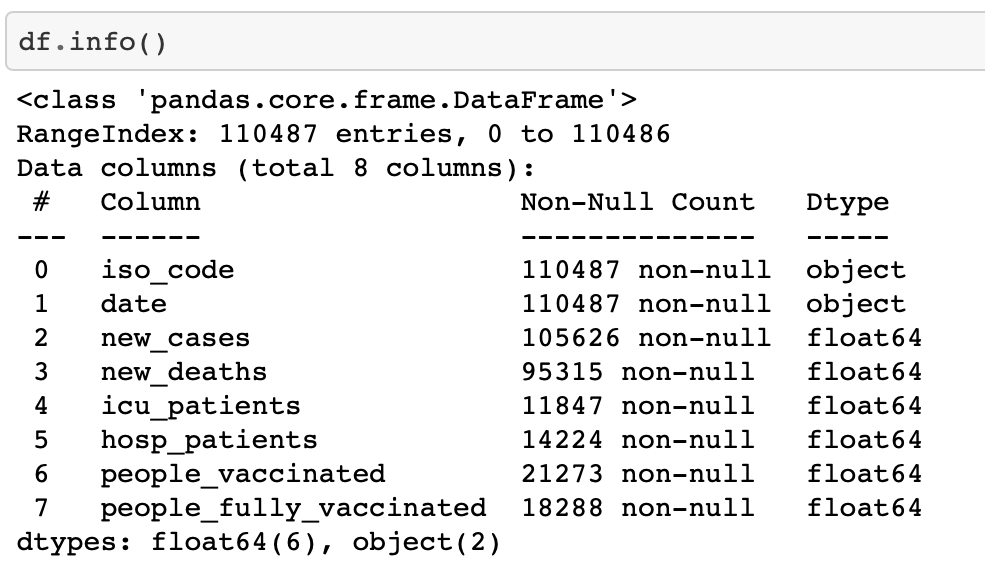 df.info()
<class 'pandas.core.frame.DataFrame'>
RangeIndex: 110487 entries, 0 to 110486
Data columns (total 8 columns):
 #   Column                   Non-Null Count   Dtype
---  ------                   --------------   -----
 0   iso_code                 110487 non-null  object
 1   date                     110487 non-null  object
 2   new_cases                105626 non-null  float64
 3   new_deaths               95315 non-null   float64
 4   icu_patients             11847 non-null   float64
 5   hosp_patients            14224 non-null   float64
 6   people_vaccinated        21273 non-null   float64
 7   people_fully_vaccinated  18288 non-null   float64
dtypes: float64(6), object(2)